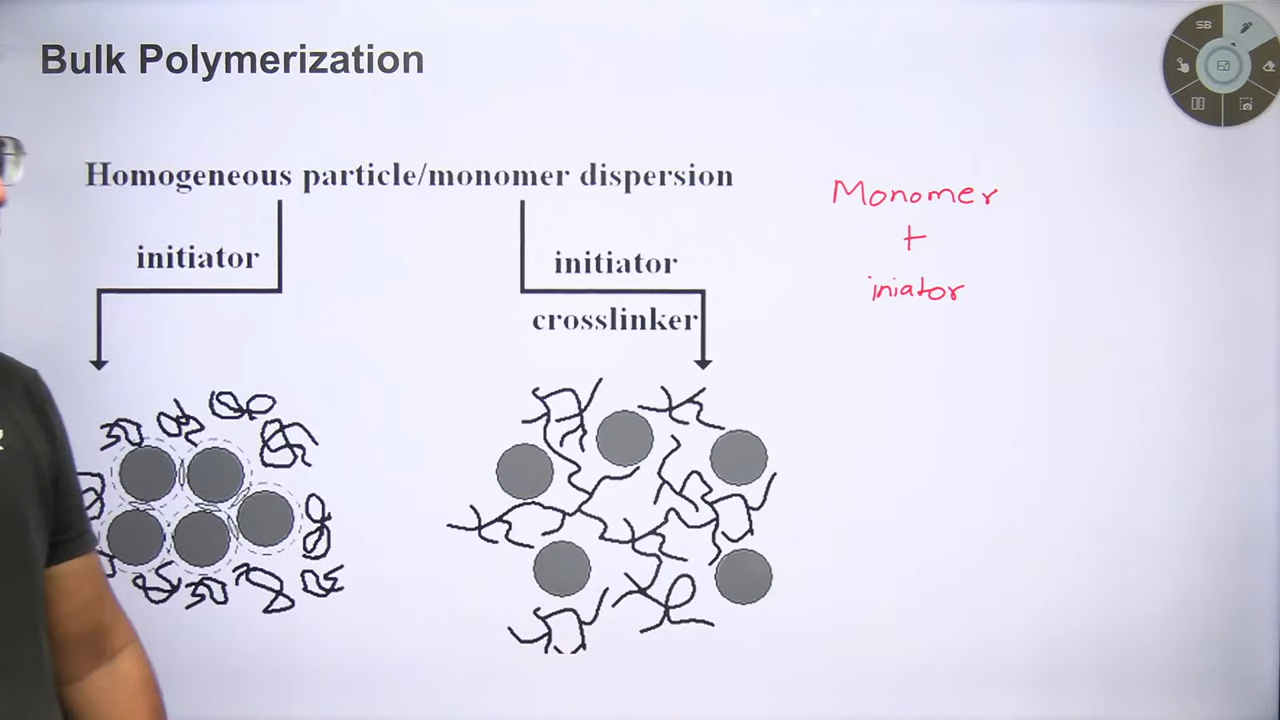 SB
Bulk Polymerization
Homogeneous particle/monomer dispersion
initiator
initiator
crosslinker
Monomer
+
iniator